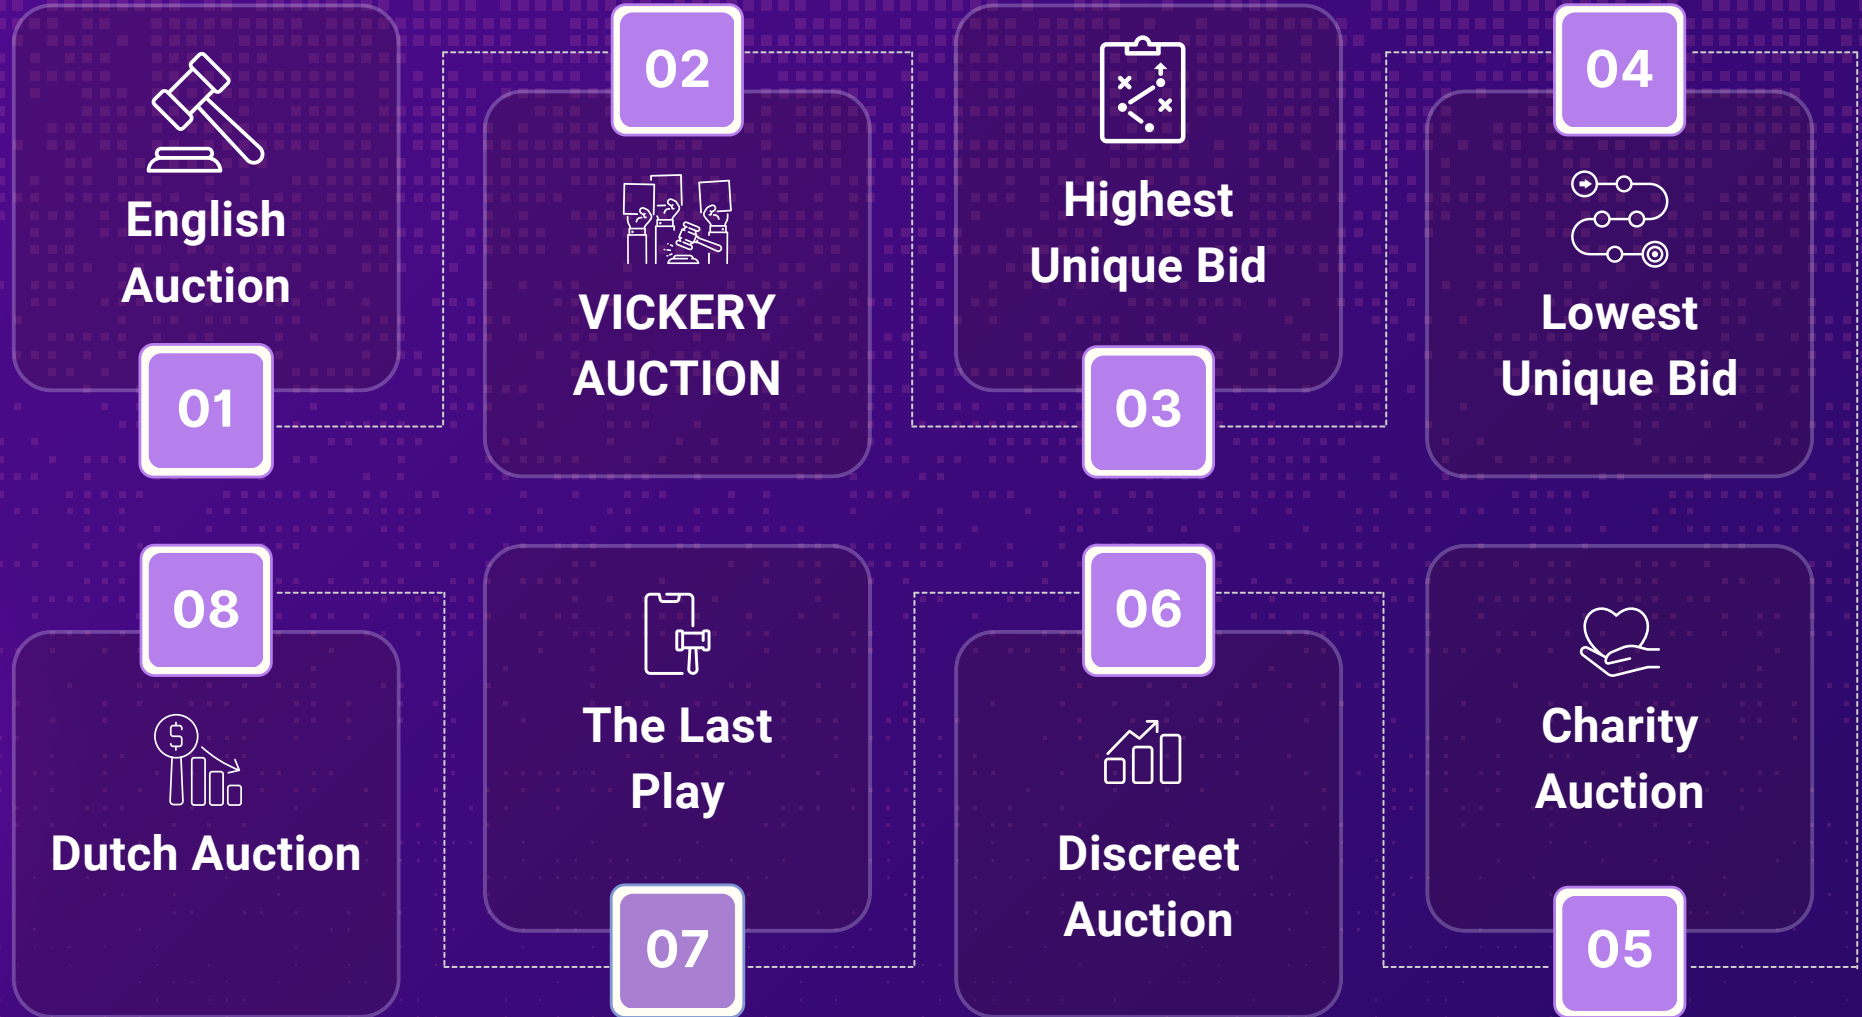 English
Auction
01
02
VICKERY
AUCTION
Highest
Unique Bid
03
04
Lowest
Unique Bid
Charity
Auction
05
06
Discreet
Auction
The Last
Play
07
08
Dutch Auction